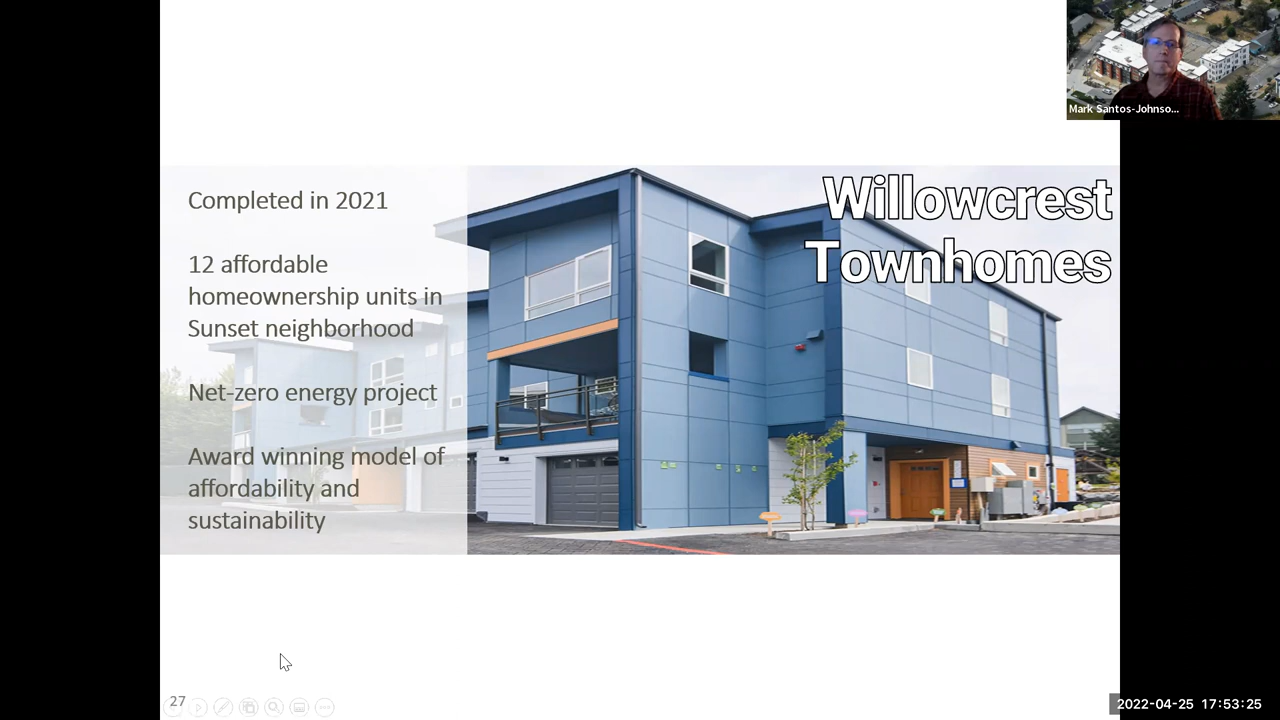 Mark Santos-Johnso...
Willowcrest
Townhomes
Completed in 2021
12 affordable
homeownership units in
Sunset neighborhood
Net-zero energy project
Award winning model of
affordability and
sustainability
27
2022-04-25 17:53:25